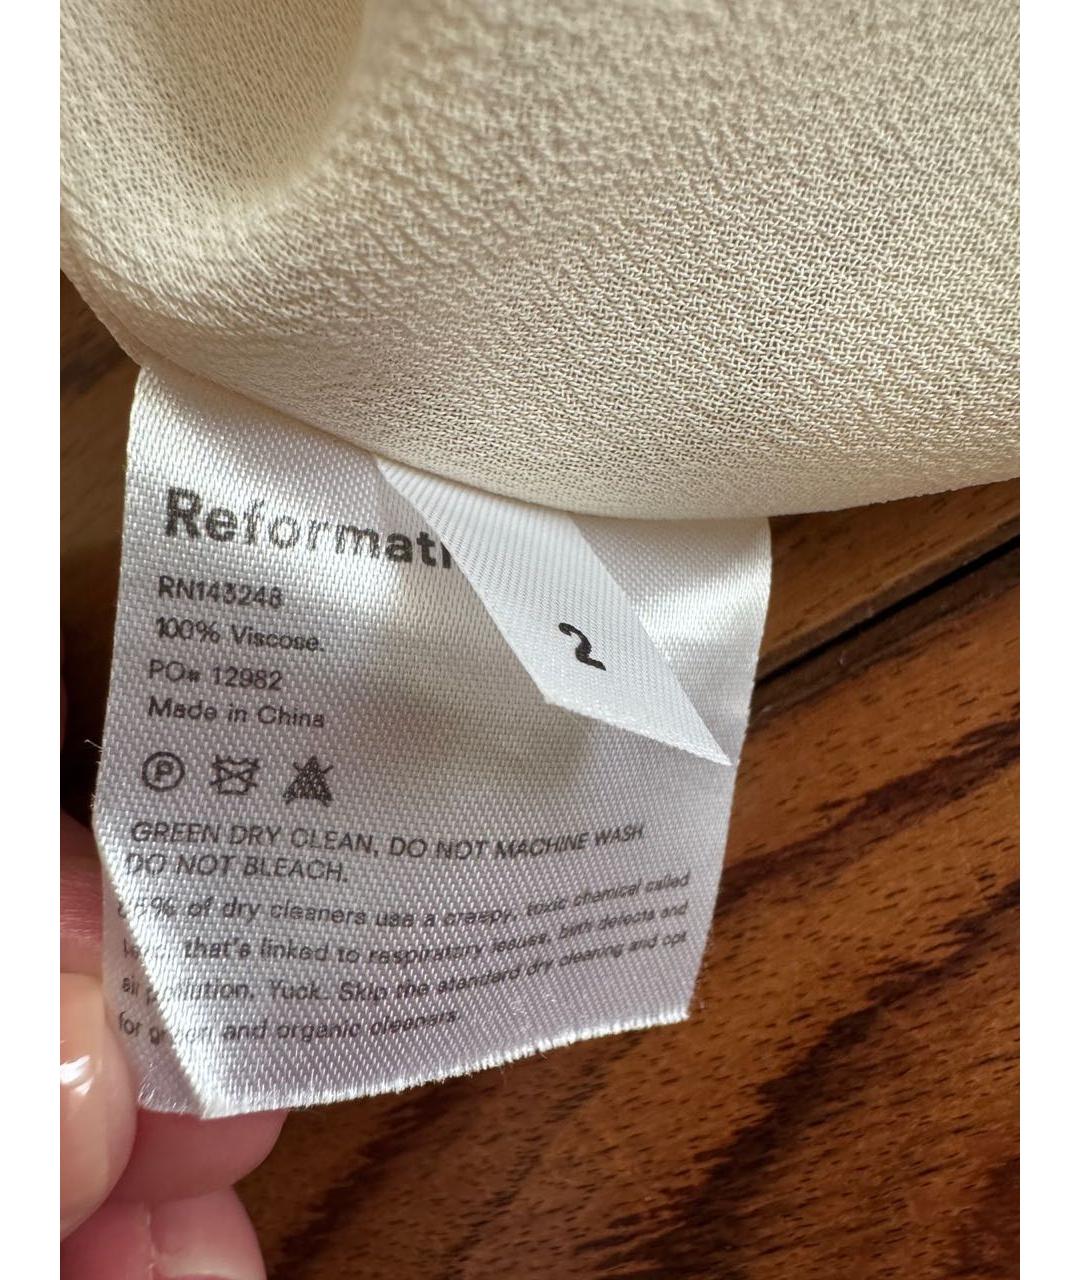 Reformati
2
RN143248
100% Viscose.
PO# 12982
Made in China
P
GREEN DRY CLEAN, DO NOT MACHINE WASH
DO NOT BLEACH.
% of dry cleaners use a creepy, toxic chemical called
that's linked to respiratory issues, birth defects and
air pollution. Yuck. Skip the standard dry cleaning and opt
for green and organic cleaners.